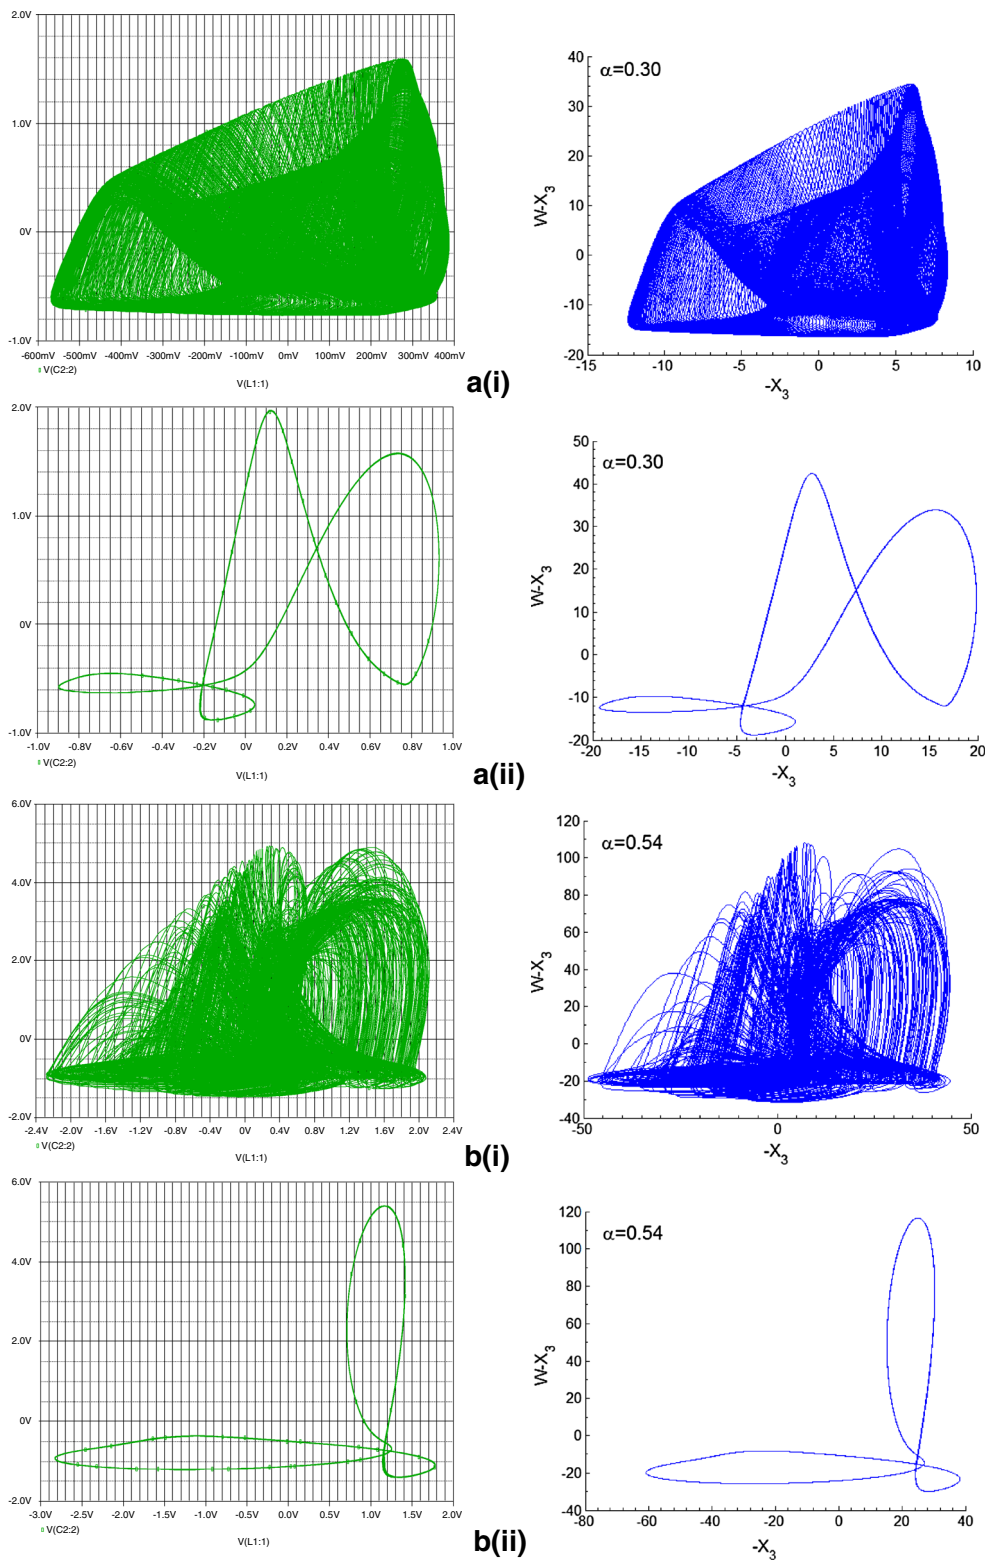 2.0V
1.0V
0V
-1.0V
-600mV -500mV -400mV -300mV -200mV -100mV 0mV 100mV 200mV 300mV 400mV
V(C2:2)
V(L1:1)
α=0.30
W-X3
40
30
20
10
0
-10
-20
-15 -10 -5 0 5 10
-X3
a(i)
2.0V
1.0V
0V
-1.0V
-1.0V -0.8V -0.6V -0.4V -0.2V 0V 0.2V 0.4V 0.6V 0.8V 1.0V
V(C2:2)
V(L1:1)
α=0.30
W-X3
50
40
30
20
10
0
-10
-20
-20 -15 -10 -5 0 5 10 15 20
-X3
a(ii)
6.0V
4.0V
2.0V
0V
-2.0V
-2.4V -2.0V -1.6V -1.2V -0.8V -0.4V 0V 0.4V 0.8V 1.2V 1.6V 2.0V 2.4V
V(C2:2)
V(L1:1)
α=0.54
W-X3
120
100
80
60
40
20
0
-20
-40
-50 0 50
-X3
b(i)
6.0V
4.0V
2.0V
0V
-2.0V
-3.0V -2.5V -2.0V -1.5V -1.0V -0.5V 0.0V 0.5V 1.0V 1.5V 2.0V
V(C2:2)
V(L1:1)
α=0.54
W-X3
120
100
80
60
40
20
0
-20
-40
-80 -60 -40 -20 0 20 40
-X3
b(ii)